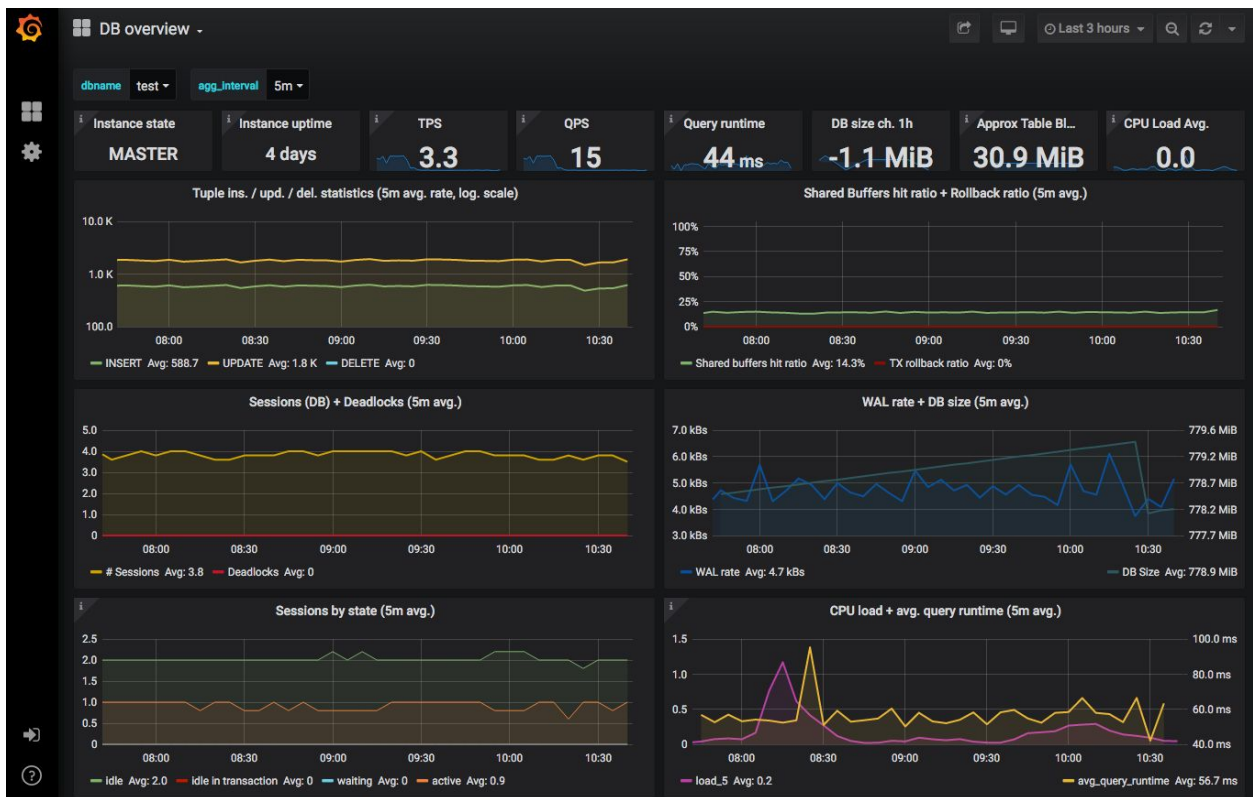 DB overview
Last 3 hours
dbname test agg_interval 5m
i Instance state
MASTER
i Instance uptime
4 days
i TPS
3.3
i QPS
15
i Query runtime
44 ms
DB size ch. 1h
-1.1 MiB
i Approx Table Bl...
30.9 MiB
i CPU Load Avg.
0.0
Tuple ins. / upd. / del. statistics (5m avg. rate, log. scale)
10.0 K
1.0 K
100.0
08:00 08:30 09:00 09:30 10:00 10:30
INSERT Avg: 588.7 UPDATE Avg: 1.8 K DELETE Avg: 0
Shared Buffers hit ratio + Rollback ratio (5m avg.)
100%
75%
50%
25%
0%
08:00 08:30 09:00 09:30 10:00 10:30
Shared buffers hit ratio Avg: 14.3% TX rollback ratio Avg: 0%
Sessions (DB) + Deadlocks (5m avg.)
5.0
4.0
3.0
2.0
1.0
0
08:00 08:30 09:00 09:30 10:00 10:30
# Sessions Avg: 3.8 Deadlocks Avg: 0
WAL rate + DB size (5m avg.)
7.0 kBs 779.6 MiB
6.0 kBs 779.2 MiB
5.0 kBs 778.7 MiB
4.0 kBs 778.2 MiB
3.0 kBs 777.7 MiB
08:00 08:30 09:00 09:30 10:00 10:30
WAL rate Avg: 4.7 kBs DB Size Avg: 778.9 MiB
i Sessions by state (5m avg.)
2.5
2.0
1.5
1.0
0.5
0
08:00 08:30 09:00 09:30 10:00 10:30
idle Avg: 2.0 idle in transaction Avg: 0 waiting Avg: 0 active Avg: 0.9
i CPU load + avg. query runtime (5m avg.)
1.5 100.0 ms
1.0 80.0 ms
0.5 60.0 ms
0 40.0 ms
08:00 08:30 09:00 09:30 10:00 10:30
load_5 Avg: 0.2 avg_query_runtime Avg: 56.7 ms
?